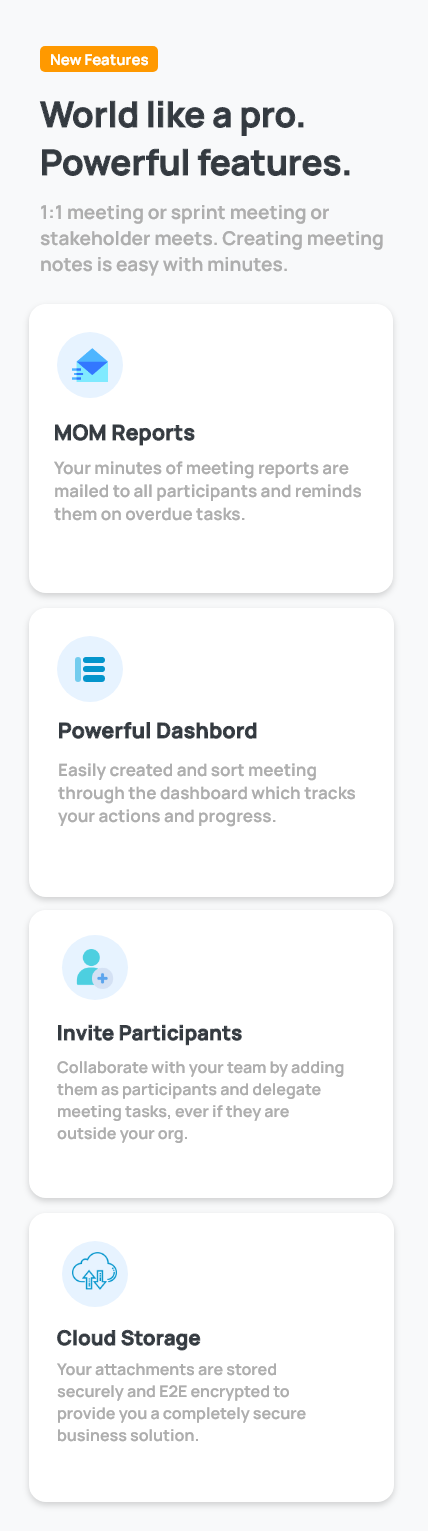 New Features
World like a pro.
Powerful features.
1:1 meeting or sprint meeting or
stakeholder meets. Creating meeting
notes is easy with minutes.
MOM Reports
Your minutes of meeting reports are
mailed to all participants and reminds
them on overdue tasks.
Powerful Dashbord
Easily created and sort meeting
through the dashboard which tracks
your actions and progress.
Invite Participants
Collaborate with your team by adding
them as participants and delegate
meeting tasks, ever if they are
outside your org.
Cloud Storage
Your attachments are stored
securely and E2E encrypted to
provide you a completely secure
business solution.